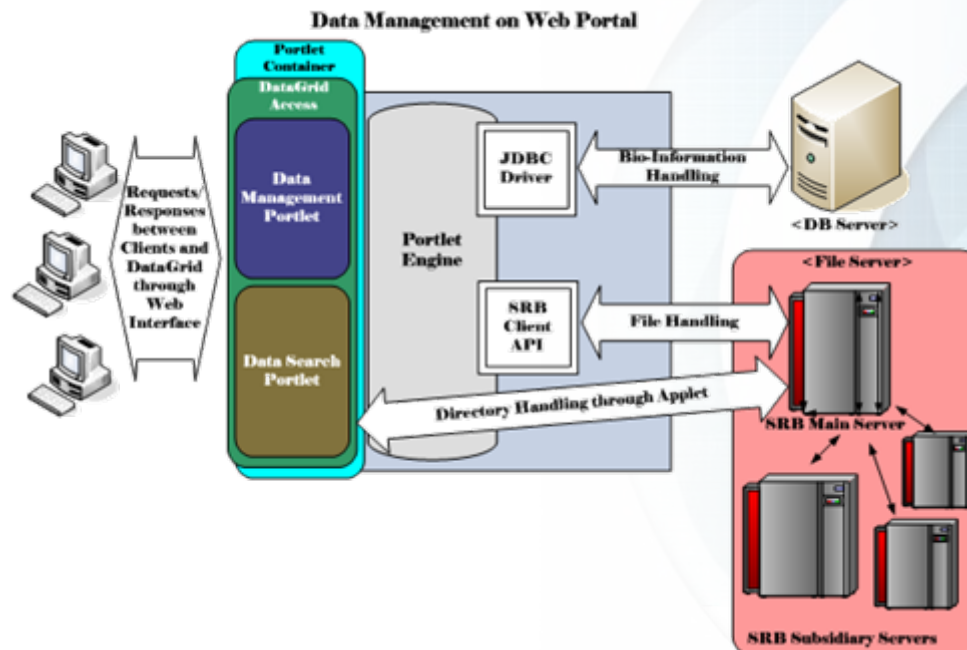 Data Management on Web Portal
Portlet
Container
DataGrid
Access
Data
Management
Portlet
Data Search
Portlet
Requests/
Responses
between
Clients and
DataGrid
through
Web
Interface
Portlet
Engine
JDBC
Driver
SRB
Client
API
Bio-Information
Handling
File Handling
Directory Handling through Applet
<DB Server>
<File Server>
SRB Main Server
SRB Subsidiary Servers